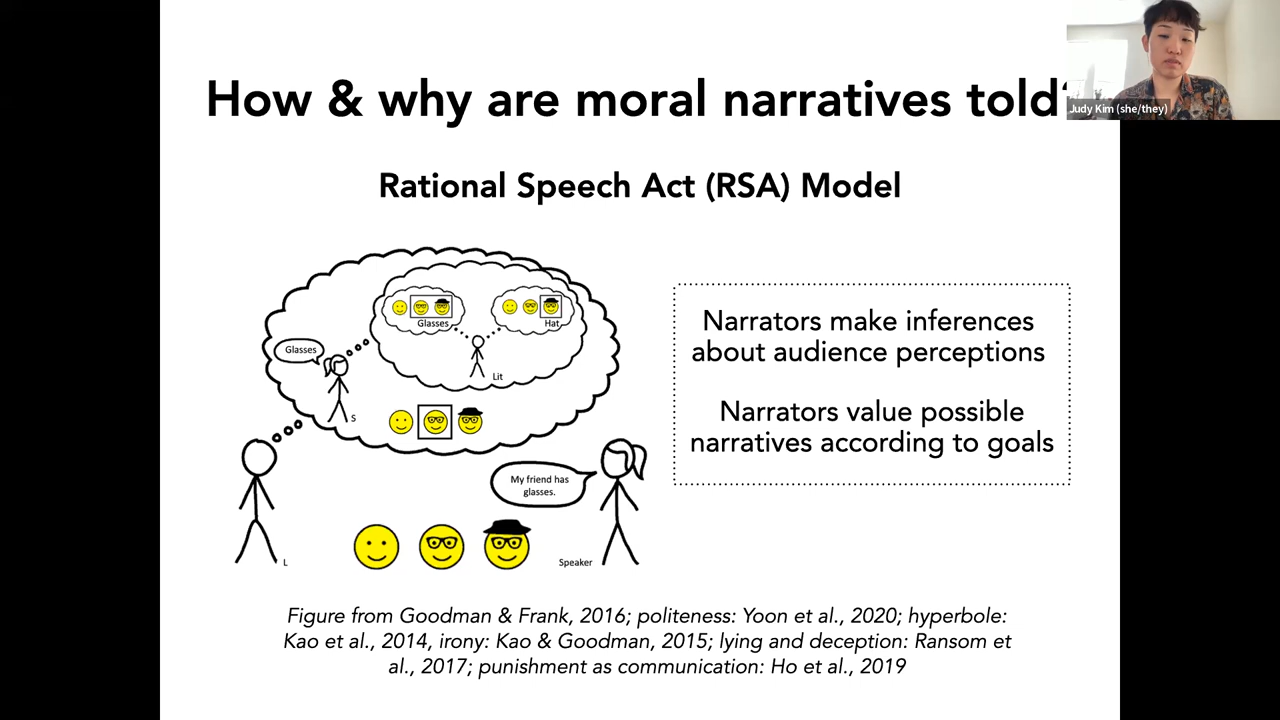 How & why are moral narratives told?
Judy Kim (she/they)
Rational Speech Act (RSA) Model
Glasses
Hat
Glasses
Lit
S
My friend has
glasses.
L
Speaker
Narrators make inferences
about audience perceptions
Narrators value possible
narratives according to goals
Figure from Goodman & Frank, 2016; politeness: Yoon et al., 2020; hyperbole:
Kao et al., 2014, irony: Kao & Goodman, 2015; lying and deception: Ransom et
al., 2017; punishment as communication: Ho et al., 2019